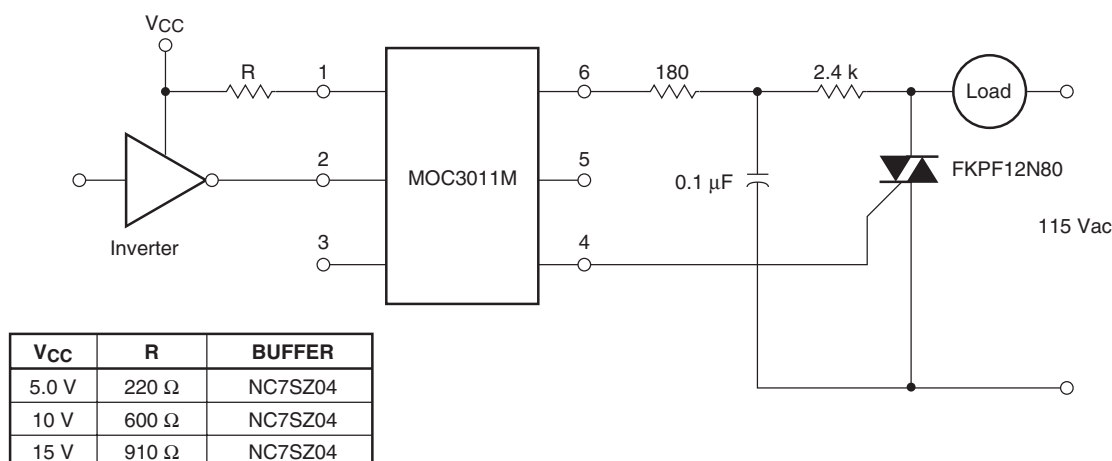 VCC
R
1
6
180
2.4 k
Load
2
5
MOC3011M
0.1 μF
FKPF12N80
115 Vac
Inverter
3
4
VCC R BUFFER
5.0 V 220 Ω NC7SZ04
10 V 600 Ω NC7SZ04
15 V 910 Ω NC7SZ04